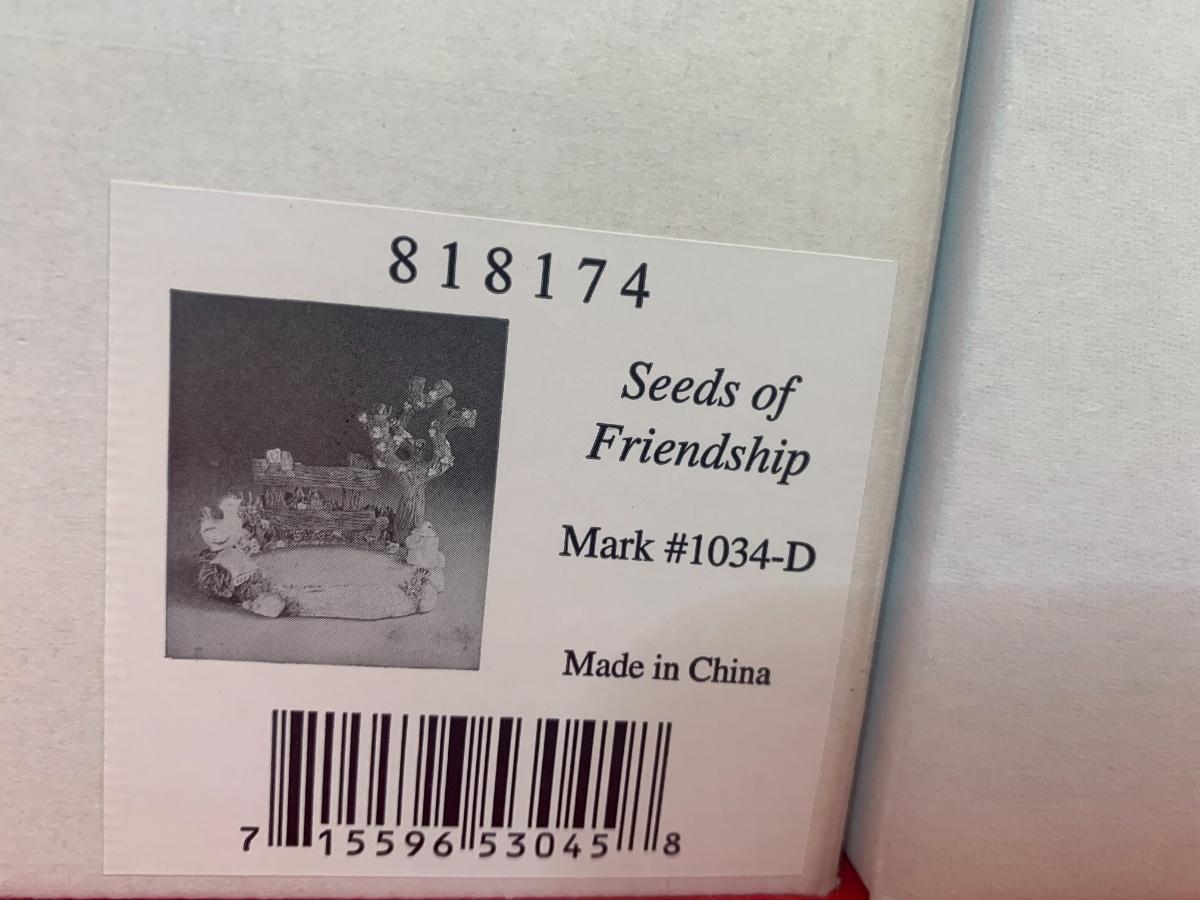 818174
Seeds of
Friendship
Mark #1034-D
Made in China
7 15596 53045 8